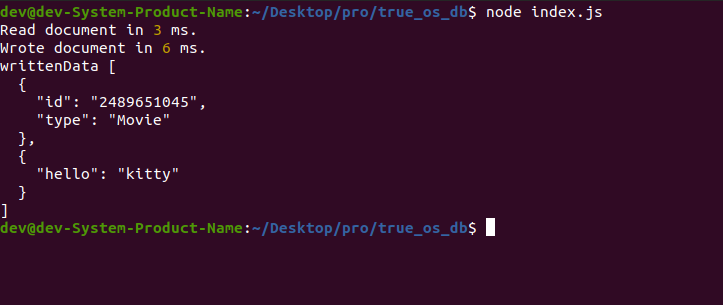 dev@dev-System-Product-Name:~/Desktop/pro/true_os_db$ node index.js
Read document in 3 ms.
Wrote document in 6 ms.
writtenData [
  {
    "id": "2489651045",
    "type": "Movie"
  },
  {
    "hello": "kitty"
  }
]
dev@dev-System-Product-Name:~/Desktop/pro/true_os_db$